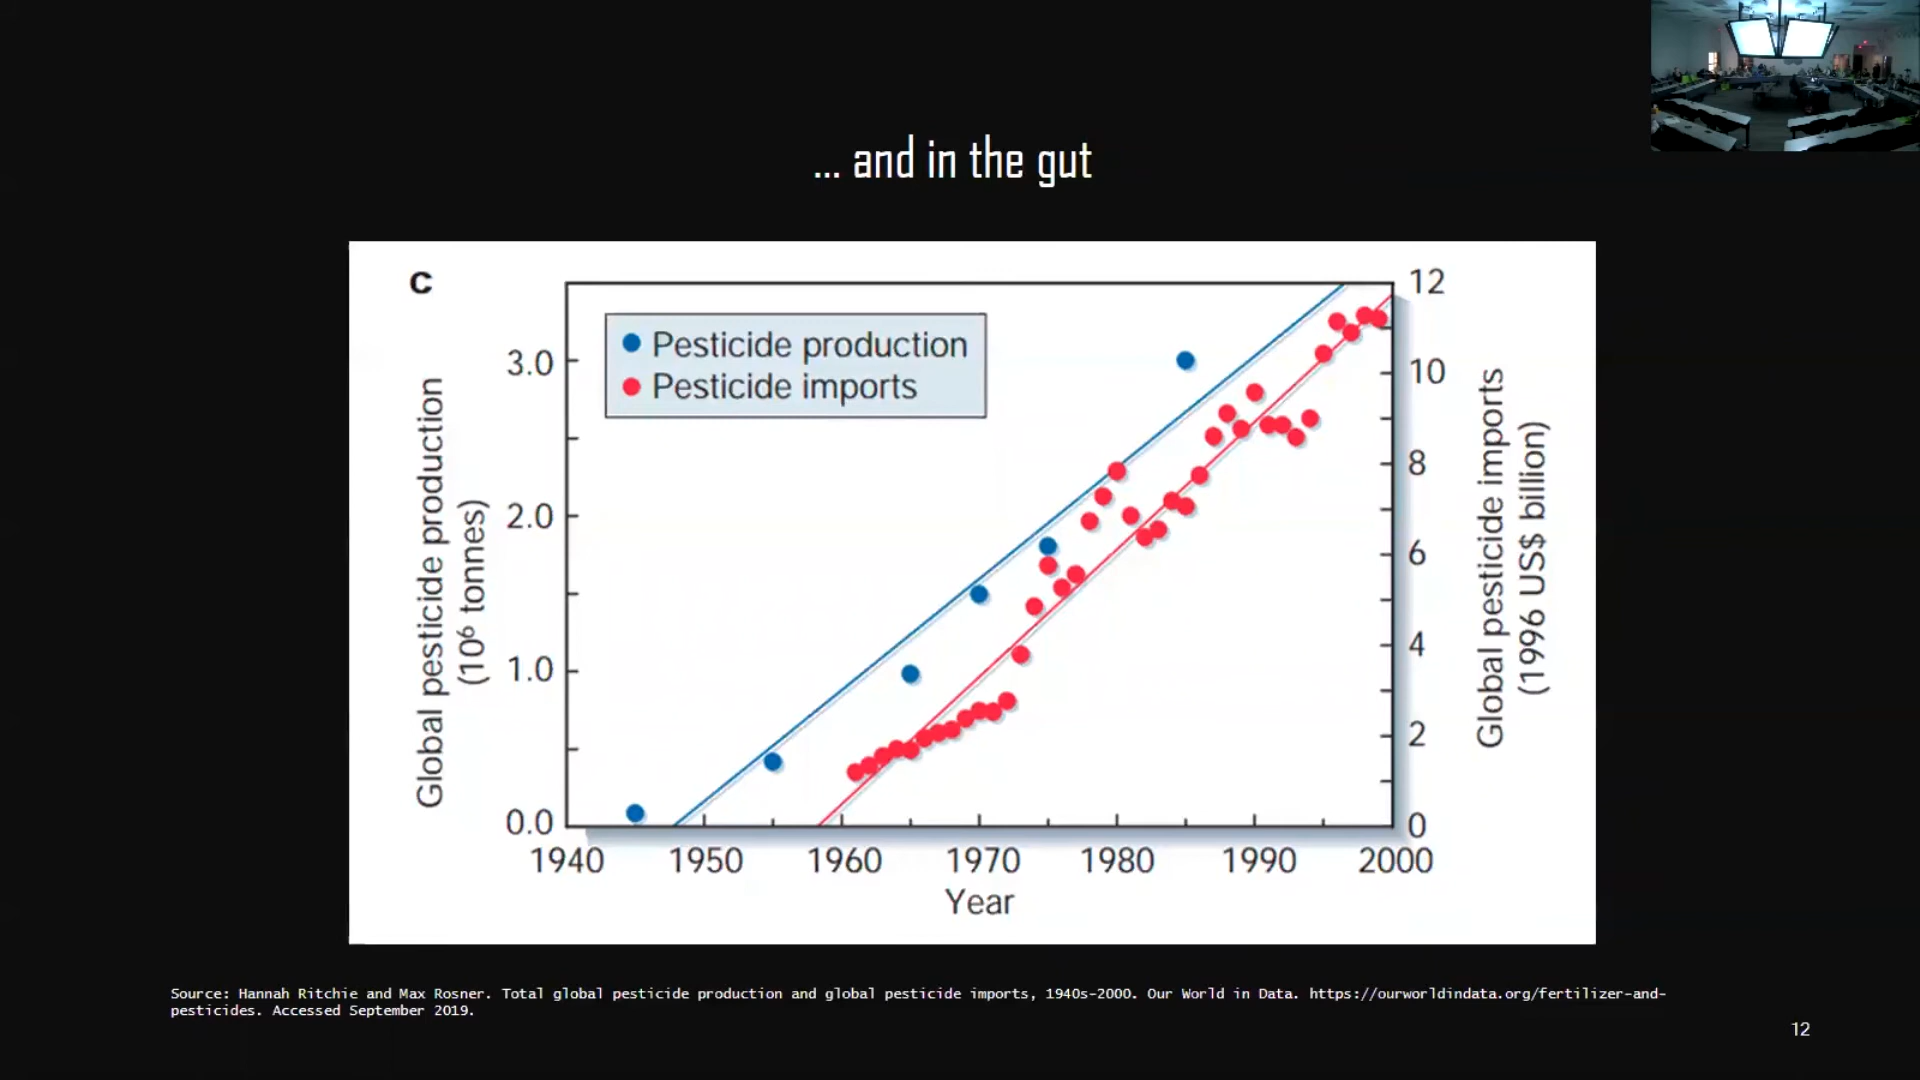 ... and in the gut
c
Pesticide production
Pesticide imports
Global pesticide production
(10⁶ tonnes)
3.0
2.0
1.0
0.0
12
10
8
6
4
2
0
Global pesticide imports
(1996 US$ billion)
1940 1950 1960 1970 1980 1990 2000
Year
Source: Hannah Ritchie and Max Rosner. Total global pesticide production and global pesticide imports, 1940s-2000. Our World in Data. https://ourworldindata.org/fertilizer-and-
pesticides. Accessed September 2019.
12